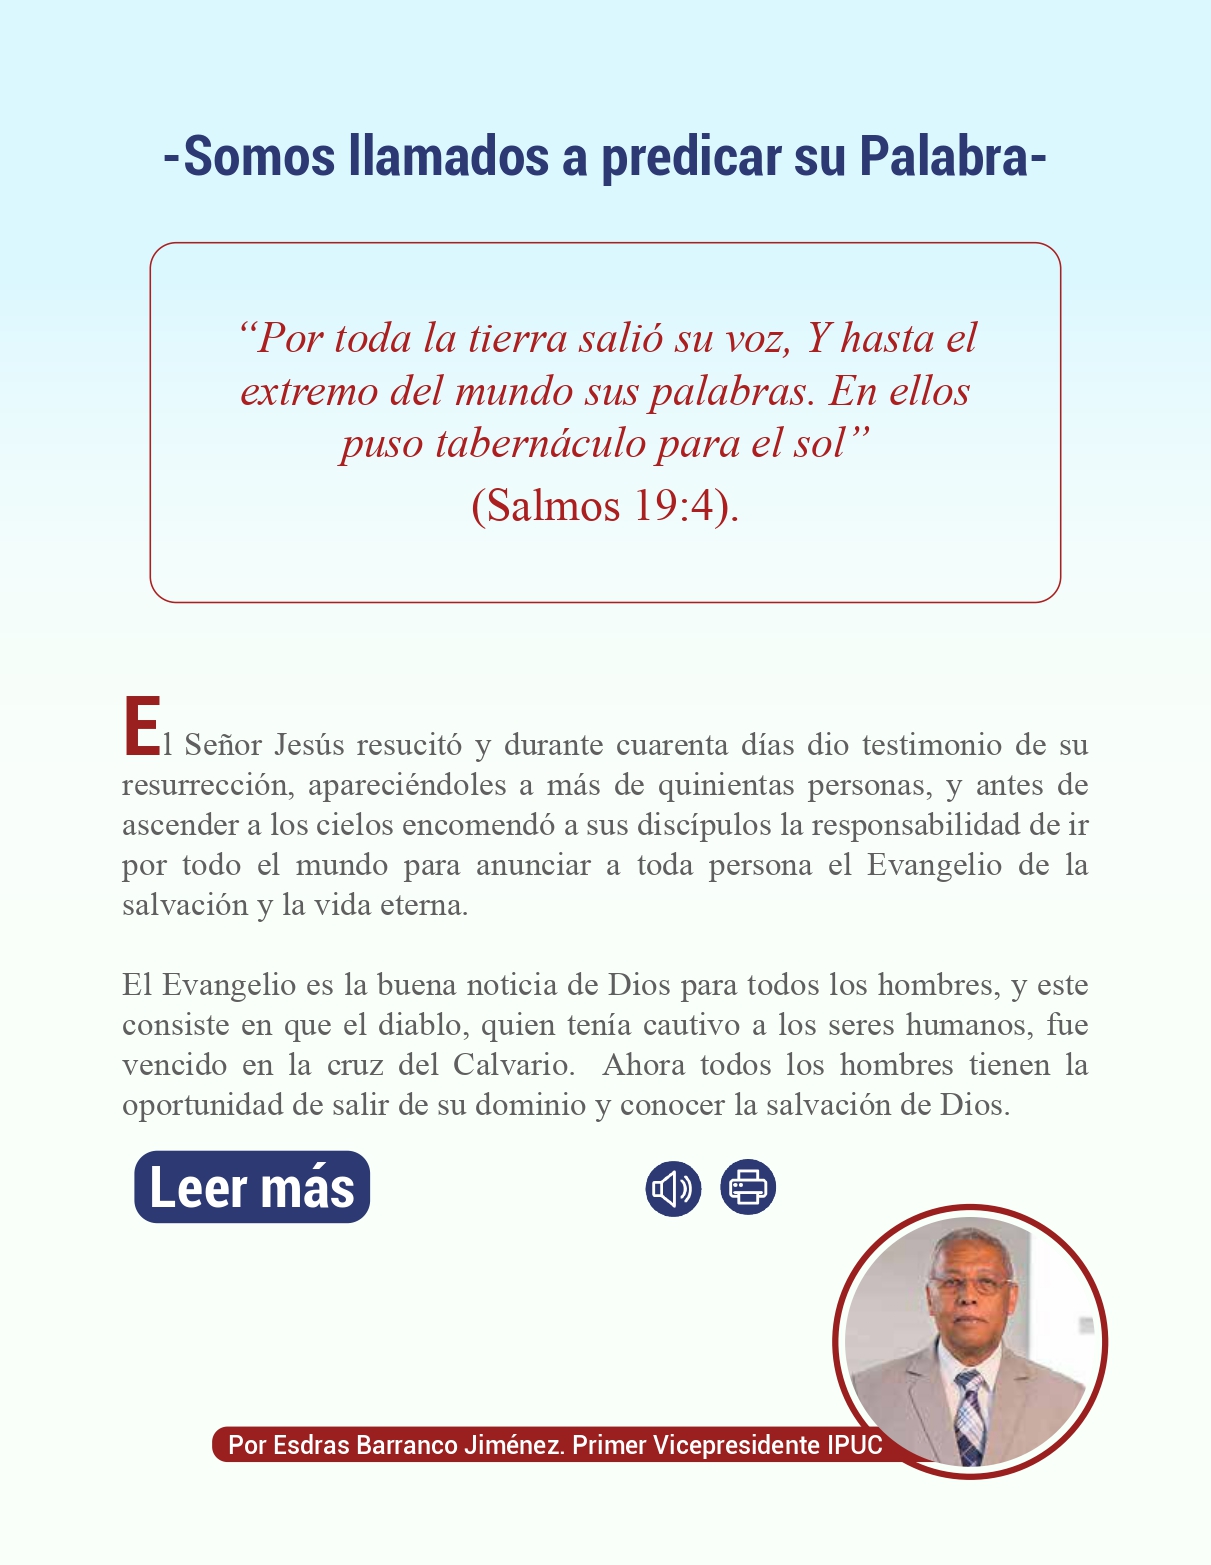 -Somos llamados a predicar su Palabra-
“Por toda la tierra salió su voz, Y hasta el
extremo del mundo sus palabras. En ellos
puso tabernáculo para el sol”
(Salmos 19:4).
El Señor Jesús resucitó y durante cuarenta días dio testimonio de su
resurrección, apareciéndoles a más de quinientas personas, y antes de
ascender a los cielos encomendó a sus discípulos la responsabilidad de ir
por todo el mundo para anunciar a toda persona el Evangelio de la
salvación y la vida eterna.
El Evangelio es la buena noticia de Dios para todos los hombres, y este
consiste en que el diablo, quien tenía cautivo a los seres humanos, fue
vencido en la cruz del Calvario.  Ahora todos los hombres tienen la
oportunidad de salir de su dominio y conocer la salvación de Dios.
Leer más
Por Esdras Barranco Jiménez. Primer Vicepresidente IPUC